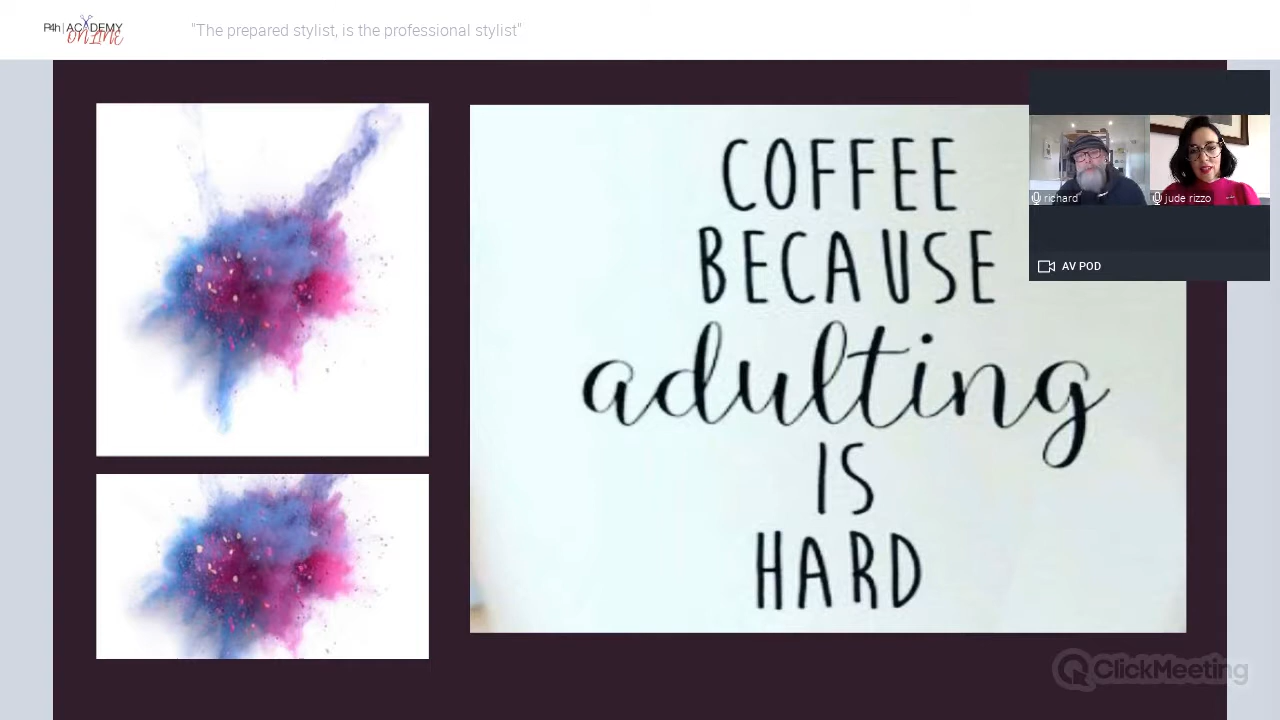 P4h | ACADEMY
ONLINE
"The prepared stylist, is the professional stylist"
COFFEE
BECAUSE
adulting
IS
HARD
richard
jude rizzo
AV POD
ClickMeeting